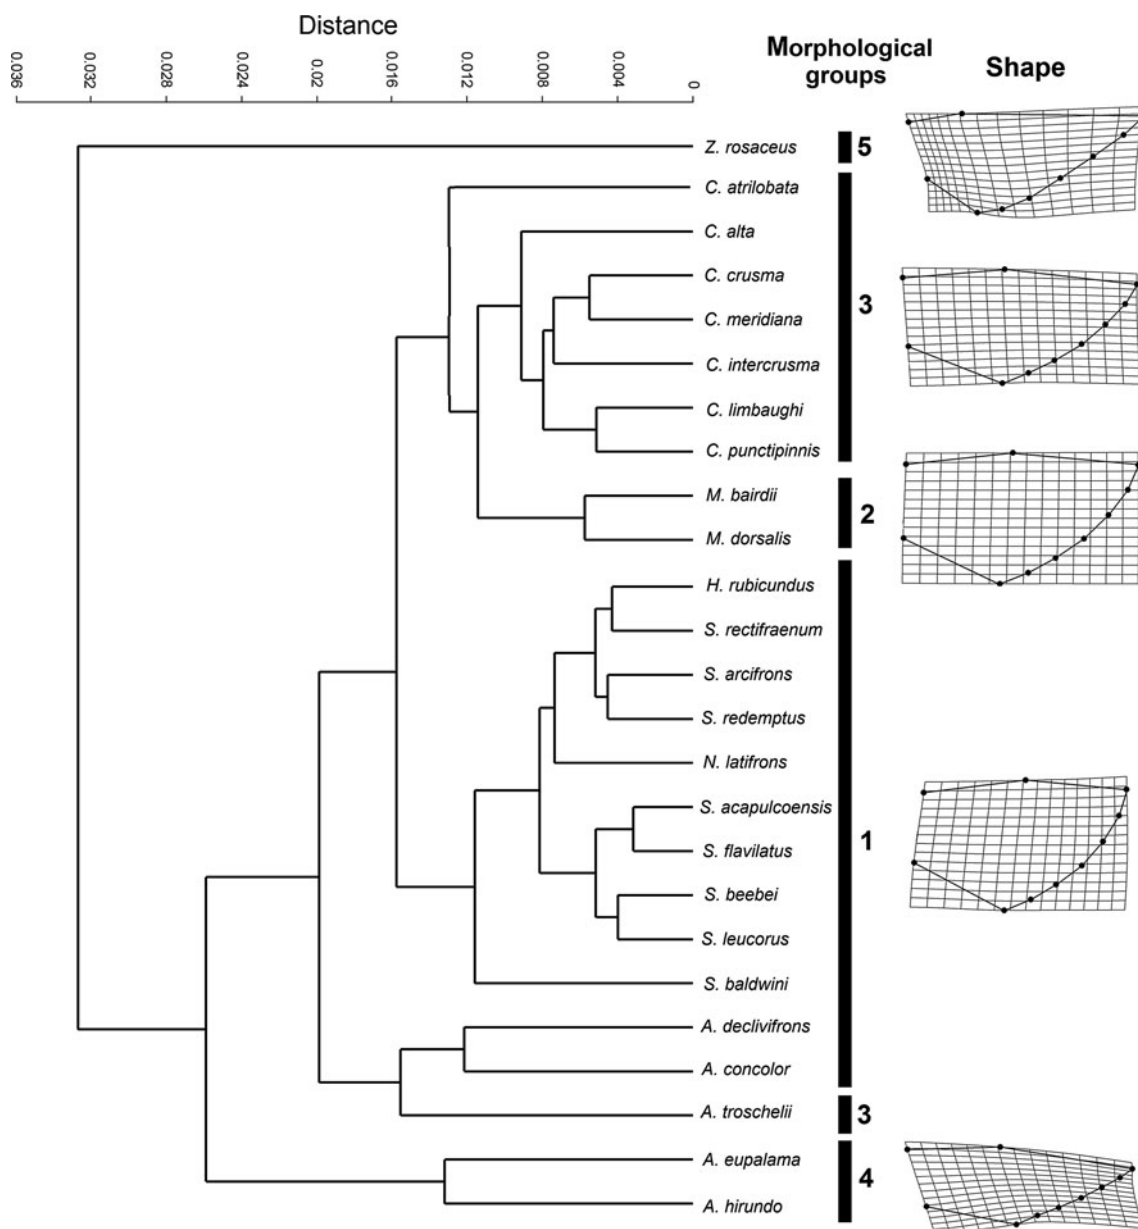 Distance
Morphological
groups
Shape
0.036 0.032 0.028 0.024 0.02 0.016 0.012 0.008 0.004 0
Z. rosaceus
5
C. atrilobata
C. alta
C. crusma
3
C. meridiana
C. intercrusma
C. limbaughi
C. punctipinnis
M. bairdii
2
M. dorsalis
H. rubicundus
S. rectifraenum
S. arcifrons
S. redemptus
N. latifrons
S. acapulcoensis
1
S. flavilatus
S. beebei
S. leucorus
S. baldwini
A. declivifrons
A. concolor
A. troschelii
3
A. eupalama
4
A. hirundo